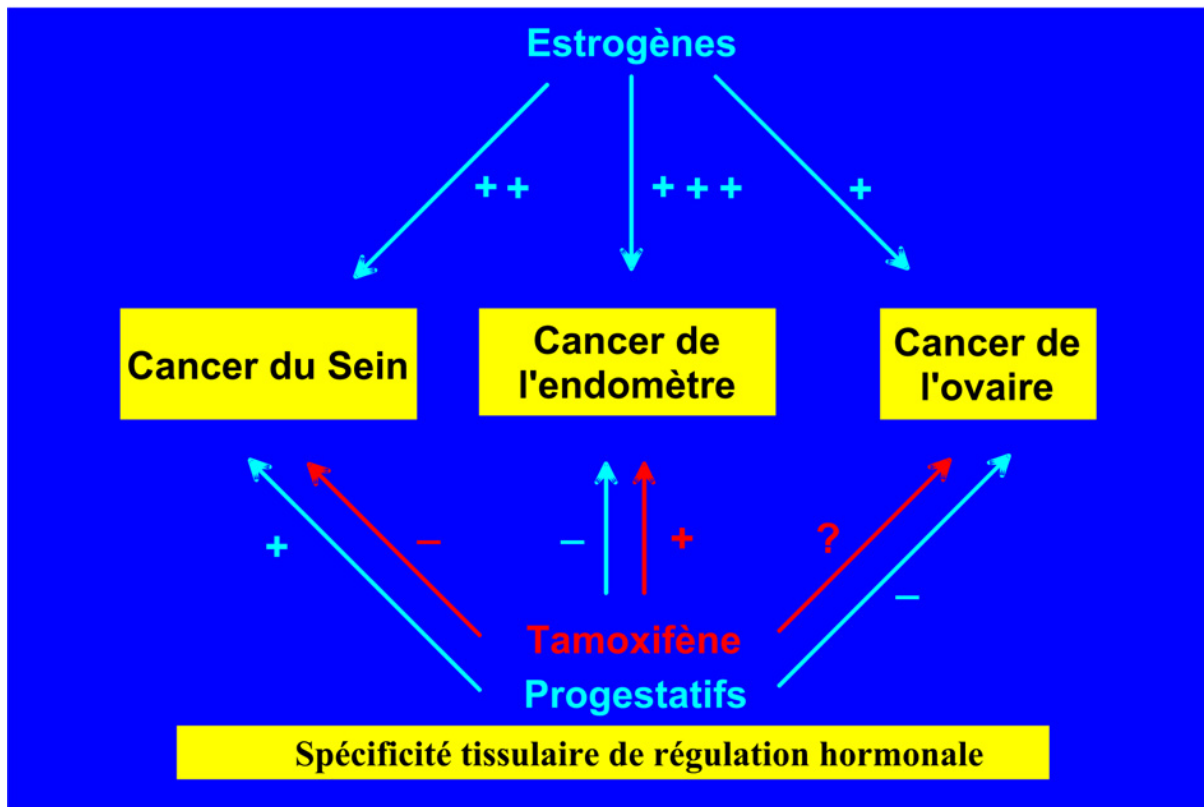 Estrogènes
+ +
+ + +
+
Cancer du Sein
Cancer de
l'endomètre
Cancer de
l'ovaire
+
–
–
+
?
–
Tamoxifène
Progestatifs
Spécificité tissulaire de régulation hormonale